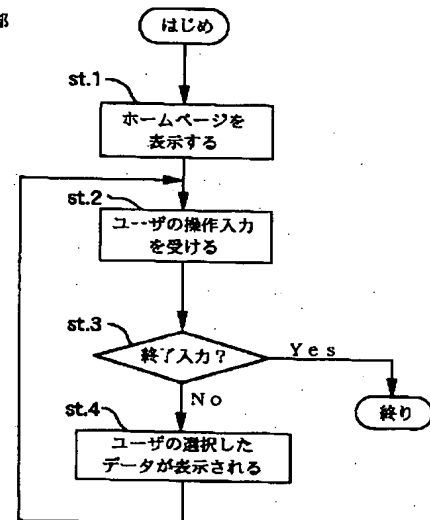 部
はじめ
st.1
ホームページを
表示する
st.2
ユーザの操作入力
を受ける
st.3
終了入力？
Yes
No
終り
st.4
ユーザの選択した
データが表示される